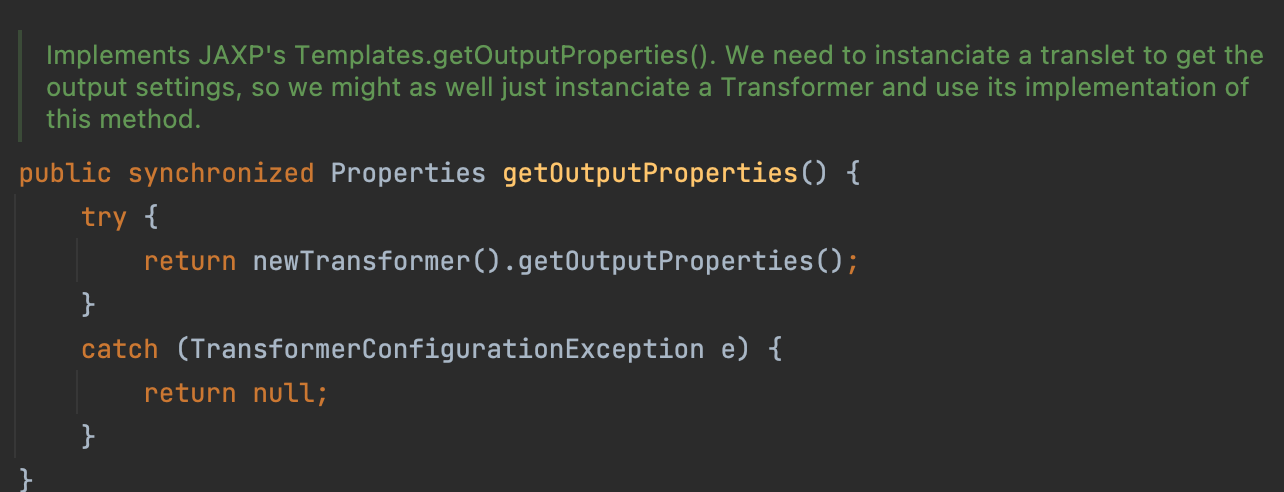 Implements JAXP's Templates.getOutputProperties(). We need to instanciate a translet to get the
output settings, so we might as well just instanciate a Transformer and use its implementation of
this method.
public synchronized Properties getOutputProperties() {
    try {
        return newTransformer().getOutputProperties();
    }
    catch (TransformerConfigurationException e) {
        return null;
    }
}